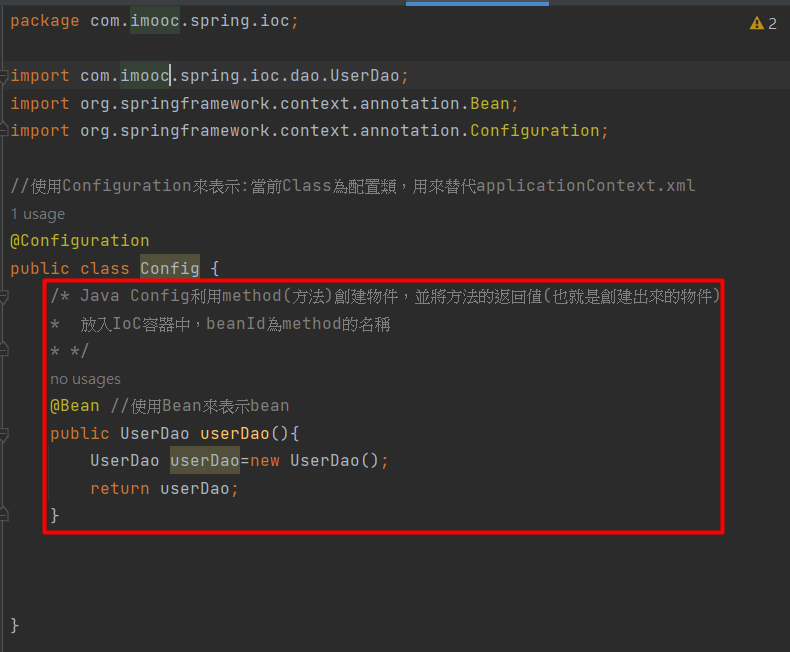 package com.imooc.spring.ioc;
2
import com.imooc.spring.ioc.dao.UserDao;
import org.springframework.context.annotation.Bean;
import org.springframework.context.annotation.Configuration;
//使用Configuration來表示:當前Class為配置類，用來替代applicationContext.xml
1 usage
@Configuration
public class Config {
/* Java Config利用method(方法)創建物件，並將方法的返回值(也就是創建出來的物件)
*  放入IoC容器中，beanId為method的名稱
* */
no usages
@Bean //使用Bean來表示bean
public UserDao userDao(){
UserDao userDao=new UserDao();
return userDao;
}
}